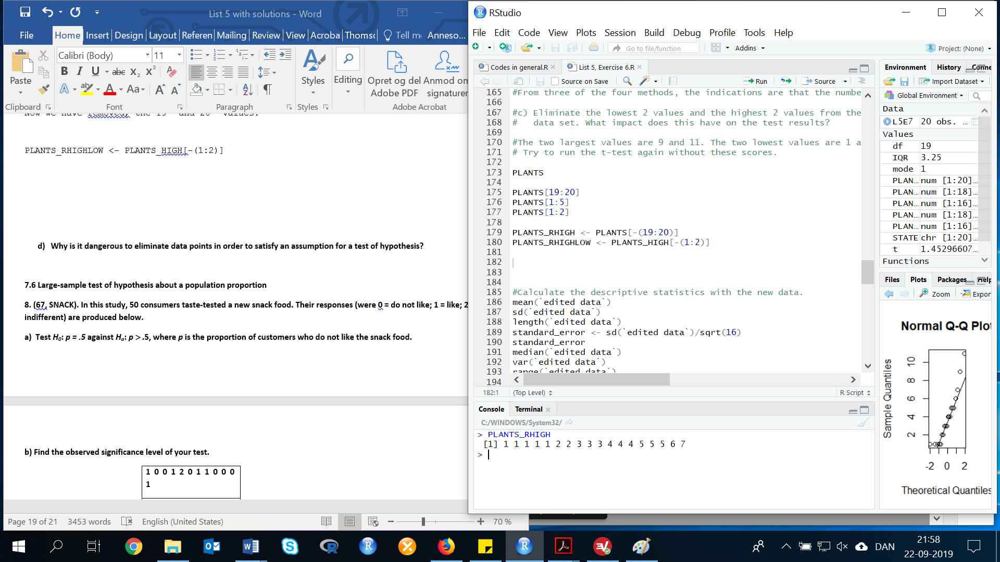 List 5 with solutions - Word
File Home Insert Design Layout Referen Mailing Review View Acroba Thoms Tell m Anneso...
Calibri (Body) 11
Paste
Styles
Editing
Opret og del Adobe PDF
Anmod on signaturer
Clipboard Font Paragraph Styles Adobe Acrobat
PLANTS_RHIGHLOW <- PLANTS_HIGH[-(1:2)]
d) Why is it dangerous to eliminate data points in order to satisfy an assumption for a test of hypothesis?
7.6 Large-sample test of hypothesis about a population proportion
8. (67, SNACK). In this study, 50 consumers taste-tested a new snack food. Their responses (were 0 = do not like; 1 = like; 2
indifferent) are produced below.
a) Test H₀: p = .5 against Hₐ: p > .5, where p is the proportion of customers who do not like the snack food.
b) Find the observed significance level of your test.
1 0 0 1 2 0 1 1 0 0 0
1
Page 19 of 21 3453 words English (United States) 70 %
RStudio
File Edit Code View Plots Session Build Debug Profile Tools Help
Go to file/function Addins Project: (None)
Codes in general.R List 5, Exercise 6.R
Source on Save Run Source
165 #From three of the four methods, the indications are that the numbe
166
167 #c) Eliminate the lowest 2 values and the highest 2 values from the
168 # data set. What impact does this have on the test results?
169
170 #The two largest values are 9 and 11. The two lowest values are 1 a
171 # Try to run the t-test again without these scores.
172
173 PLANTS
174
175 PLANTS[19:20]
176 PLANTS[1:5]
177 PLANTS[1:2]
178
179 PLANTS_RHIGH <- PLANTS[-(19:20)]
180 PLANTS_RHIGHLOW <- PLANTS_HIGH[-(1:2)]
181
182
183
184
185 #Calculate the descriptive statistics with the new data.
186 mean(`edited data`)
187 sd(`edited data`)
188 length(`edited data`)
189 standard_error <- sd(`edited data`)/sqrt(16)
190 standard_error
191 median(`edited data`)
192 var(`edited data`)
193 range(`edited data`)
194
182:1 (Top Level) R Script
Console Terminal
C:/WINDOWS/System32/
> PLANTS_RHIGH
[1] 1 1 1 1 1 2 2 3 3 3 4 4 4 5 5 5 6 7
>
Environment History Conne
Import Dataset
Global Environment
Data
L5E7 20 obs. ...
Values
df 19
IQR 3.25
mode 1
PLAN… num [1:20]…
PLAN… num [1:18]…
PLAN… num [1:16]…
PLAN… num [1:18]…
PLAN… num [1:16]…
STATE chr [1:20]…
t 1.45296607…
Functions
Files Plots Packages Help
Zoom Expor
Normal Q-Q Plo
Sample Quantiles
10
8
6
4
2
-2 0 2
Theoretical Quantiles
DAN
21:58
22-09-2019